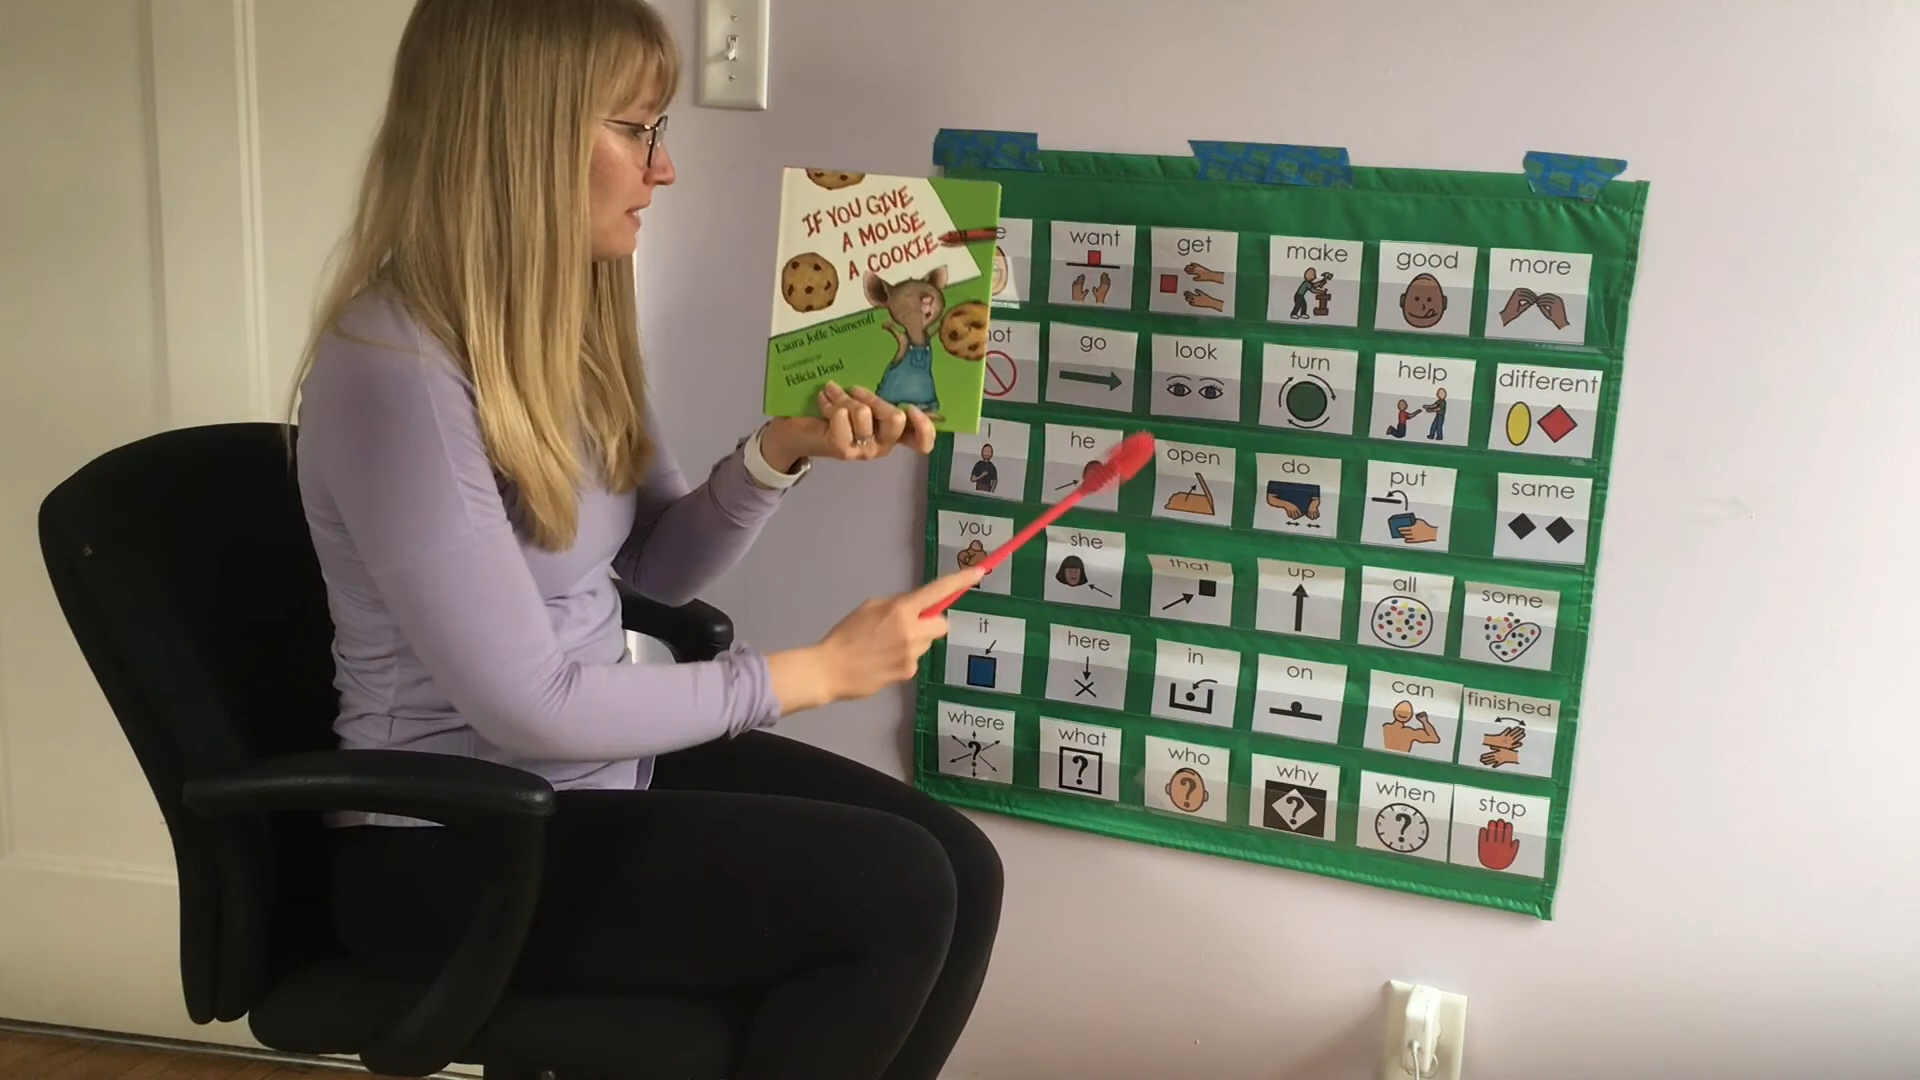 IF YOU GIVE
A MOUSE
A COOKIE
Laura Joffe Numeroff
ILLUSTRATED BY
Felicia Bond
want get make good more
go look turn help different
I he open do put same
you she that up all some
it here in on can finished
where what who why when stop